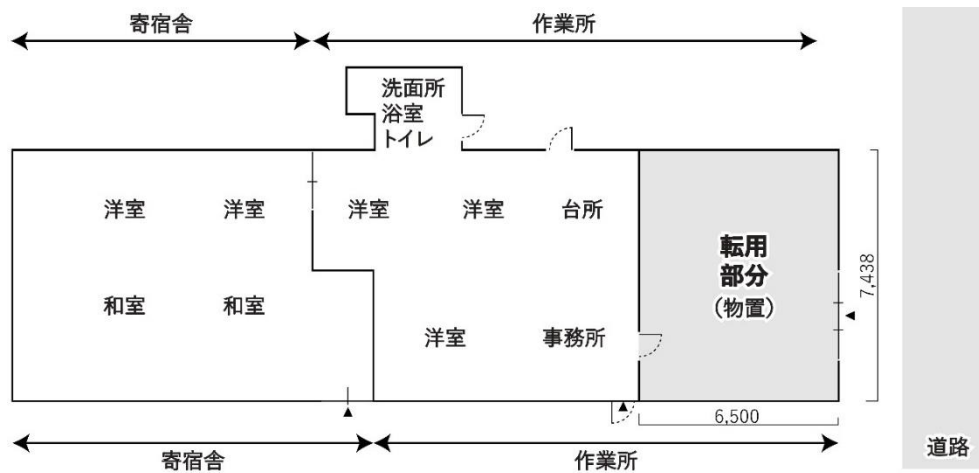 寄宿舎
作業所
洗面所
浴室
トイレ
洋室
洋室
洋室
洋室
台所
転用
部分
(物置)
7,438
和室
和室
洋室
事務所
6,500
寄宿舎
作業所
道路